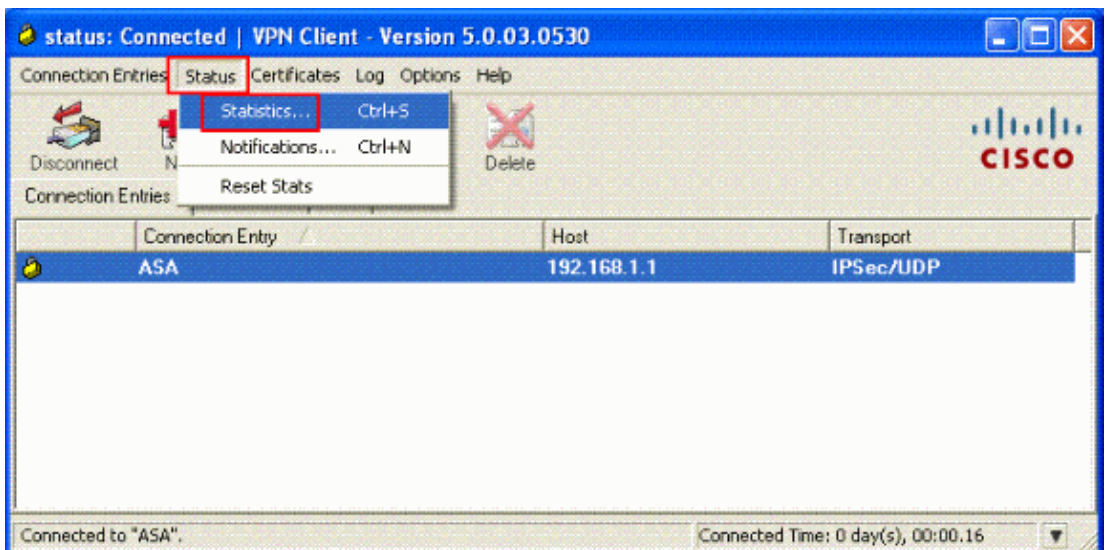 status: Connected | VPN Client - Version 5.0.03.0530
Connection Entries Status Certificates Log Options Help
Statistics... Ctrl+S
Notifications... Ctrl+N
Reset Stats
Disconnect
Delete
CISCO
Connection Entries
Connection Entry Host Transport
ASA 192.168.1.1 IPSec/UDP
Connected to "ASA". Connected Time: 0 day(s), 00:00.16